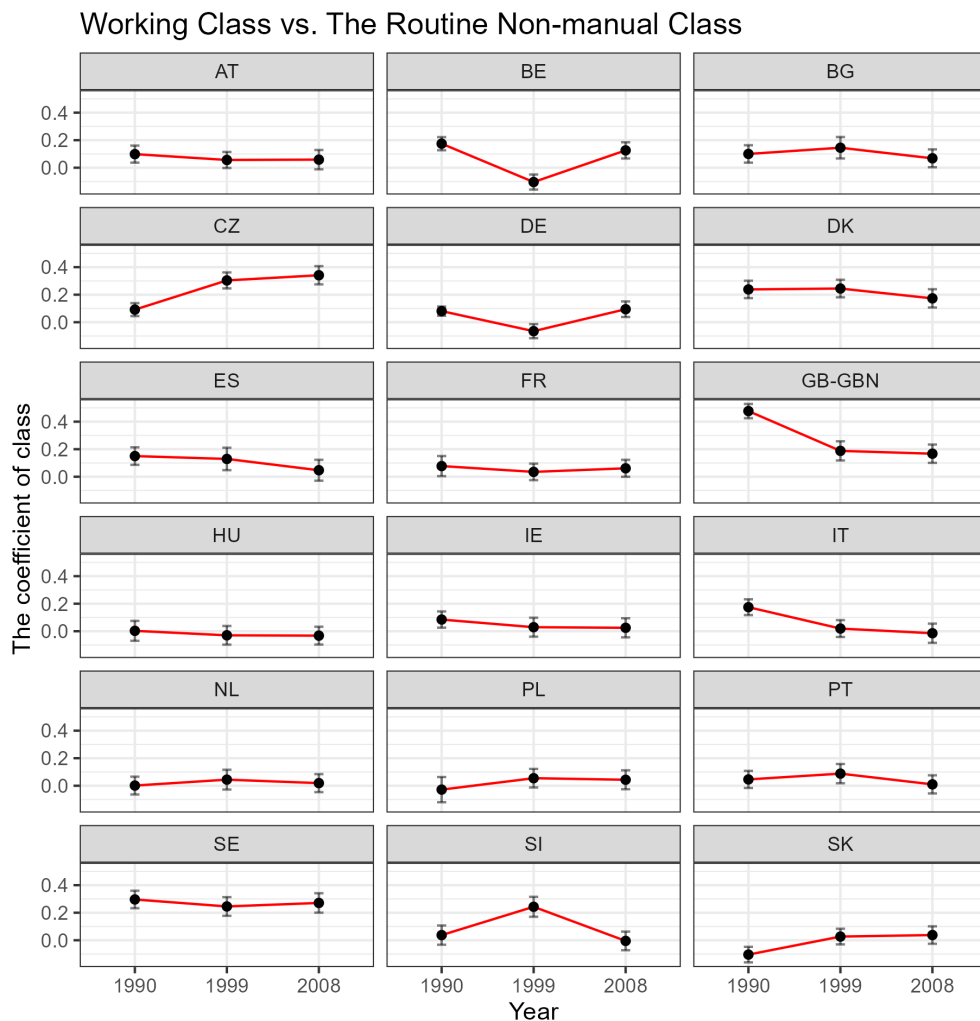 Working Class vs. The Routine Non-manual Class
AT BE BG
0.4
0.2
0.0
CZ DE DK
0.4
0.2
0.0
ES FR GB-GBN
0.4
0.2
0.0
HU IE IT
0.4
0.2
0.0
NL PL PT
0.4
0.2
0.0
SE SI SK
0.4
0.2
0.0
1990 1999 2008 1990 1999 2008 1990 1999 2008
Year
The coefficient of class